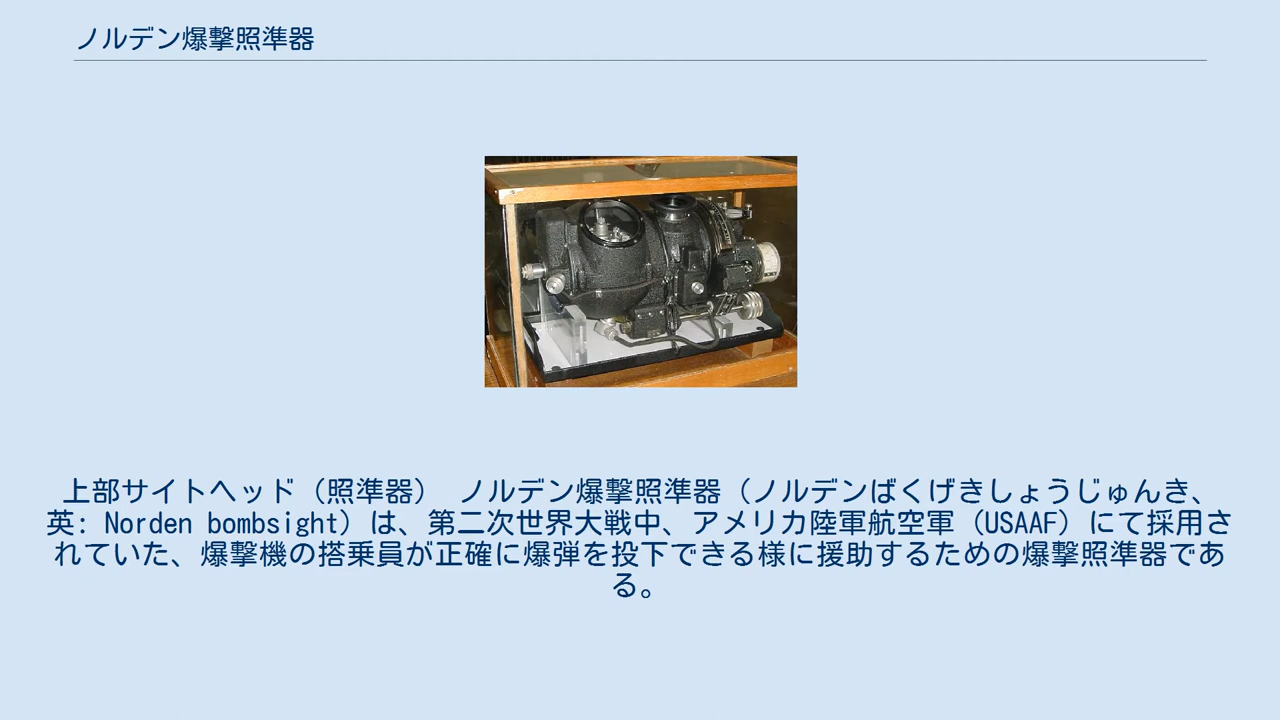 ノルデン爆撃照準器
上部サイトヘッド（照準器） ノルデン爆撃照準器（ノルデンばくげきしょうじゅんき、
英: Norden bombsight）は、第二次世界大戦中、アメリカ陸軍航空軍（USAAF）にて採用さ
れていた、爆撃機の搭乗員が正確に爆弾を投下できる様に援助するための爆撃照準器であ
る。